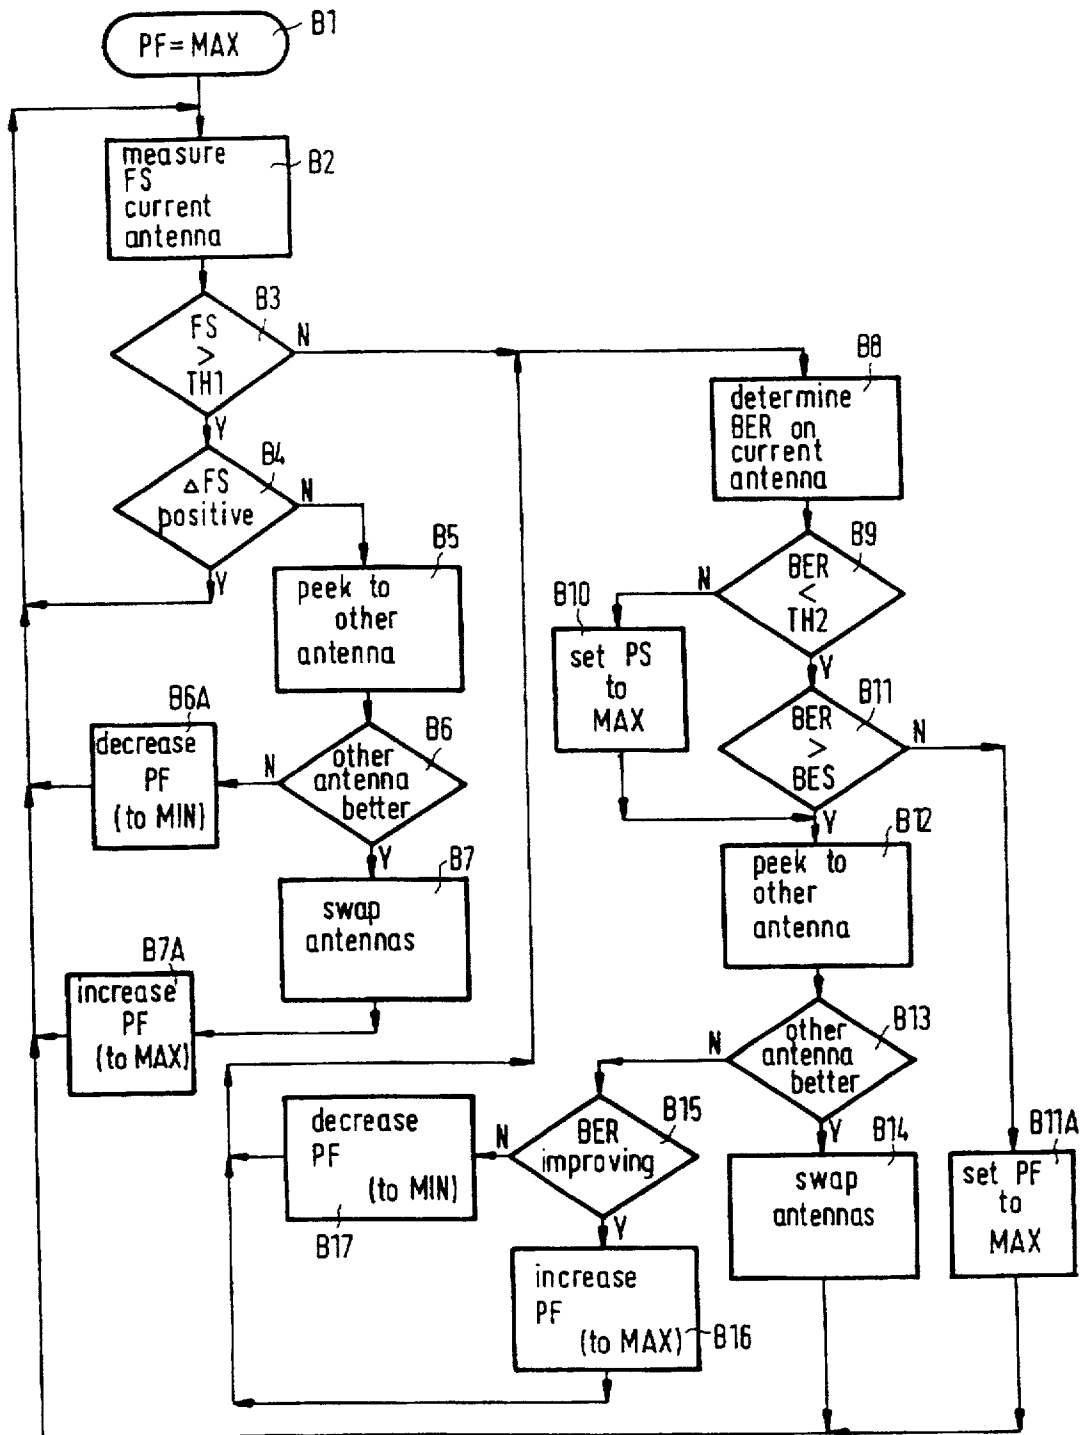 B1
PF= MAX
B2
measure
FS
current
antenna
B3
FS
>
TH1
N
Y
B4
ΔFS
positive
N
Y
B5
peek to
other
antenna
B6
other
antenna
better
N
Y
B6A
decrease
PF
(to MIN)
B7
swap
antennas
B7A
increase
PF
(to MAX)
B8
determine
BER on
current
antenna
B9
BER
<
TH2
N
Y
B10
set PS
to
MAX
B11
BER
>
BES
N
Y
B12
peek to
other
antenna
B13
other
antenna
better
N
Y
B14
swap
antennas
B11A
set PF
to
MAX
B15
BER
improving
N
Y
decrease
PF
(to MIN)
B17
increase
PF
(to MAX)
B16